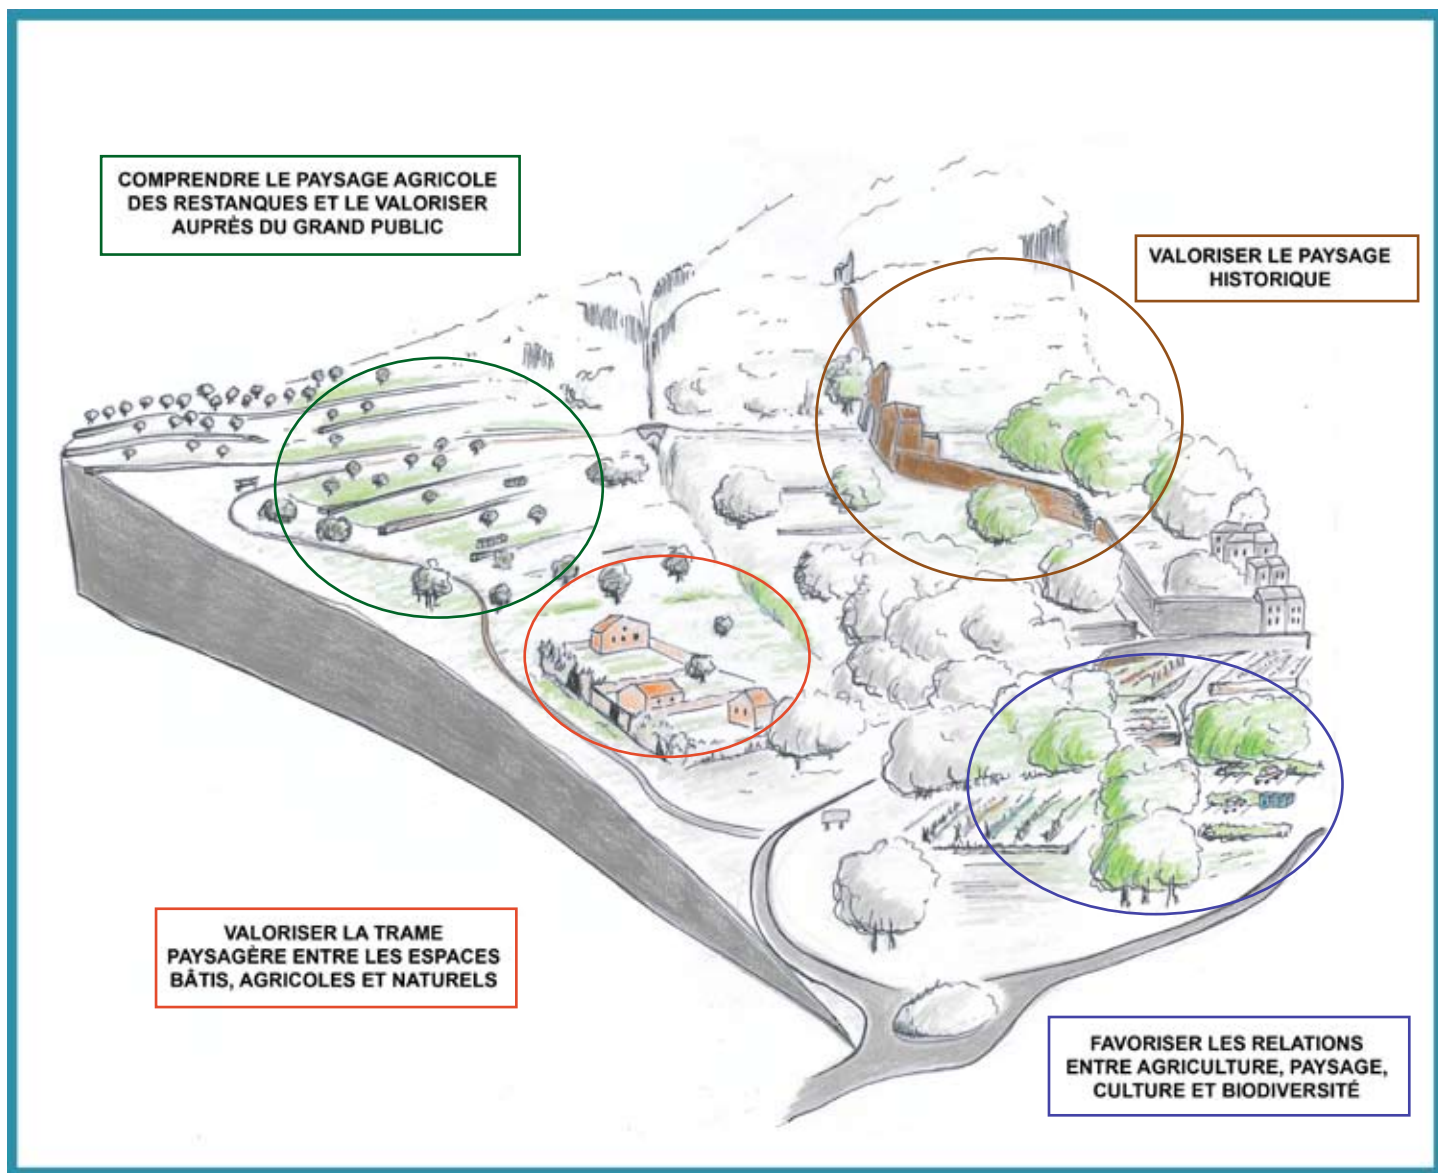 COMPRENDRE LE PAYSAGE AGRICOLE
DES RESTANQUES ET LE VALORISER
AUPRÈS DU GRAND PUBLIC
VALORISER LE PAYSAGE
HISTORIQUE
VALORISER LA TRAME
PAYSAGÈRE ENTRE LES ESPACES
BÂTIS, AGRICOLES ET NATURELS
FAVORISER LES RELATIONS
ENTRE AGRICULTURE, PAYSAGE,
CULTURE ET BIODIVERSITÉ